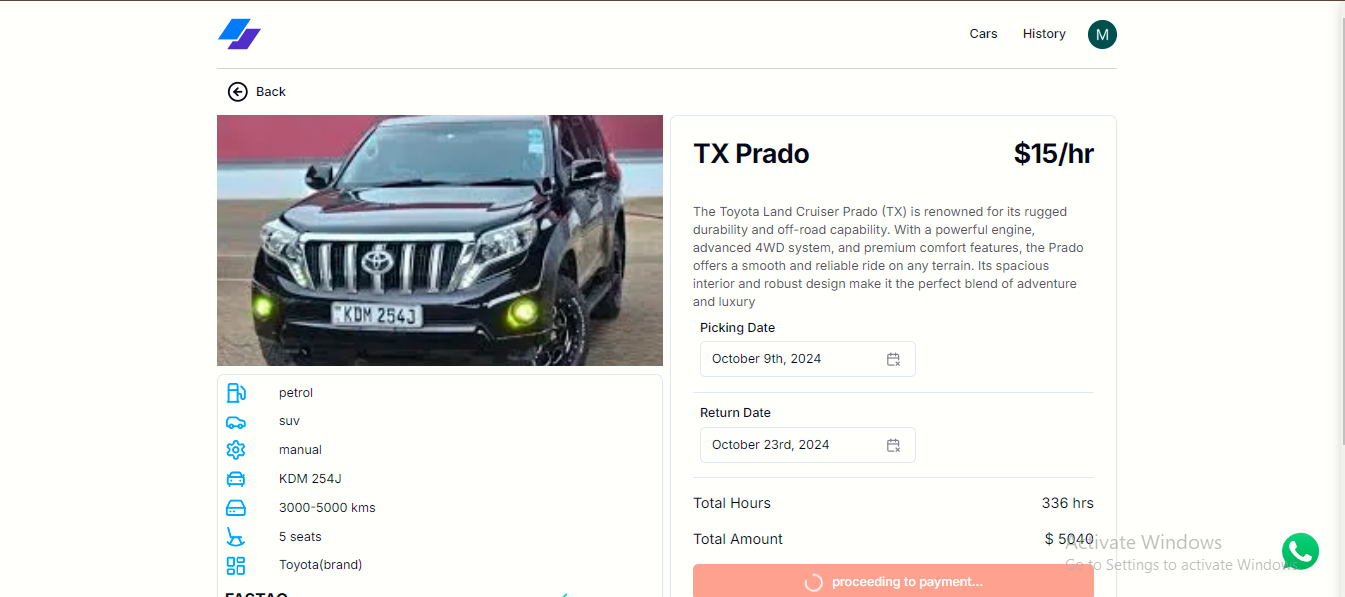 Cars
History
M
Back
KDM 254J
petrol
suv
manual
KDM 254J
3000-5000 kms
5 seats
Toyota(brand)
FASTAG
TX Prado
$15/hr
The Toyota Land Cruiser Prado (TX) is renowned for its rugged
durability and off-road capability. With a powerful engine,
advanced 4WD system, and premium comfort features, the Prado
offers a smooth and reliable ride on any terrain. Its spacious
interior and robust design make it the perfect blend of adventure
and luxury
Picking Date
October 9th, 2024
Return Date
October 23rd, 2024
Total Hours
336 hrs
Total Amount
$ 5040
proceeding to payment...
Activate Windows
Go to Settings to activate Windows.